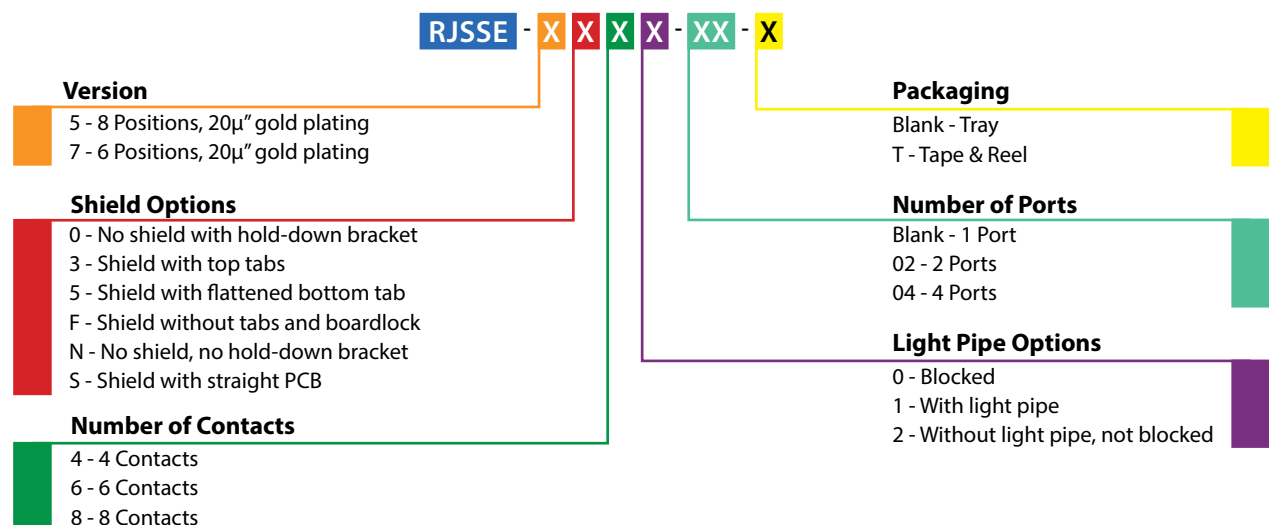 RJSSE - X X X X - XX - X
Version
5 - 8 Positions, 20µ” gold plating
7 - 6 Positions, 20µ” gold plating
Shield Options
0 - No shield with hold-down bracket
3 - Shield with top tabs
5 - Shield with flattened bottom tab
F - Shield without tabs and boardlock
N - No shield, no hold-down bracket
S - Shield with straight PCB
Number of Contacts
4 - 4 Contacts
6 - 6 Contacts
8 - 8 Contacts
Packaging
Blank - Tray
T - Tape & Reel
Number of Ports
Blank - 1 Port
02 - 2 Ports
04 - 4 Ports
Light Pipe Options
0 - Blocked
1 - With light pipe
2 - Without light pipe, not blocked